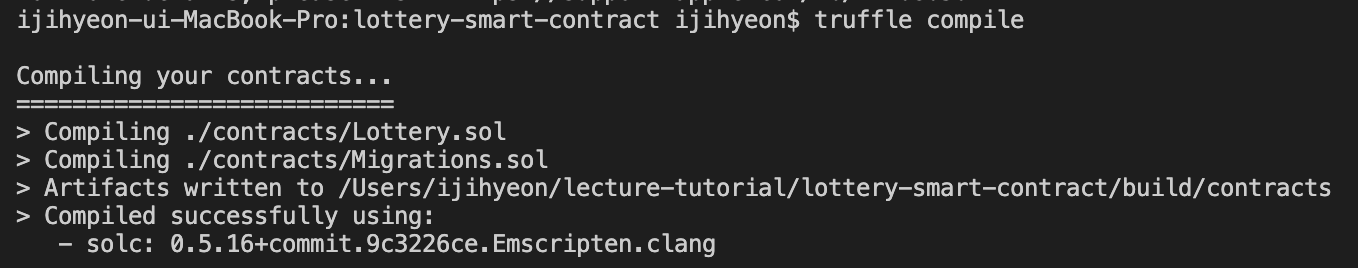 ijihyeon-ui-MacBook-Pro:lottery-smart-contract ijihyeon$ truffle compile
Compiling your contracts...
===========================
> Compiling ./contracts/Lottery.sol
> Compiling ./contracts/Migrations.sol
> Artifacts written to /Users/ijihyeon/lecture-tutorial/lottery-smart-contract/build/contracts
> Compiled successfully using:
   - solc: 0.5.16+commit.9c3226ce.Emscripten.clang